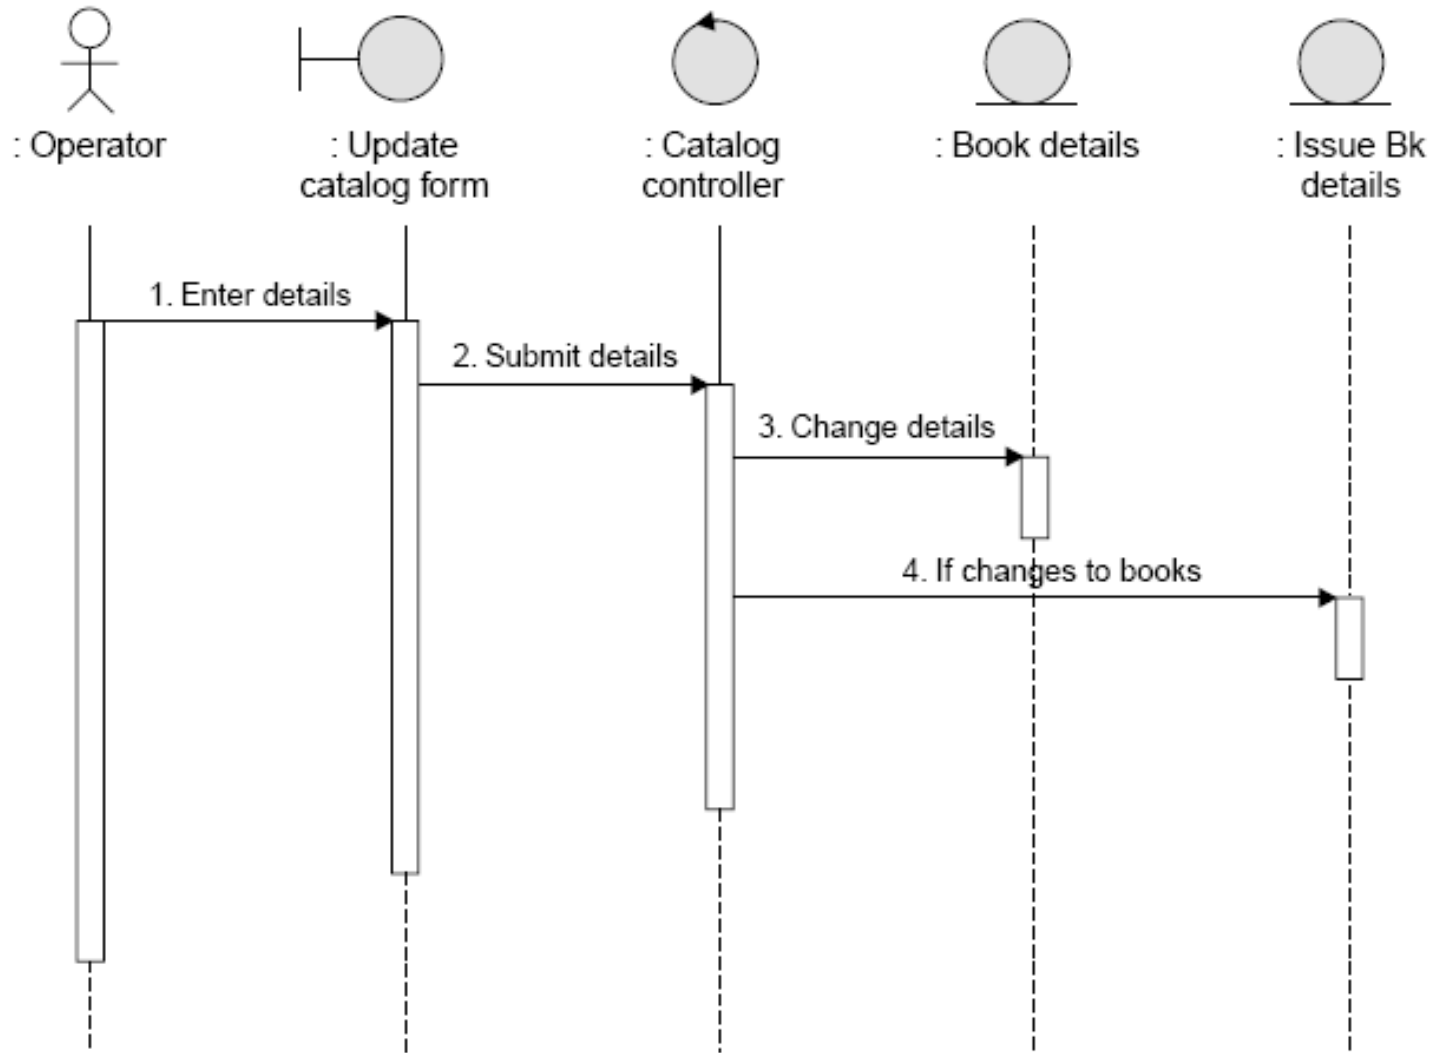 : Operator
: Update
catalog form
: Catalog
controller
: Book details
: Issue Bk
details
1. Enter details
2. Submit details
3. Change details
4. If changes to books